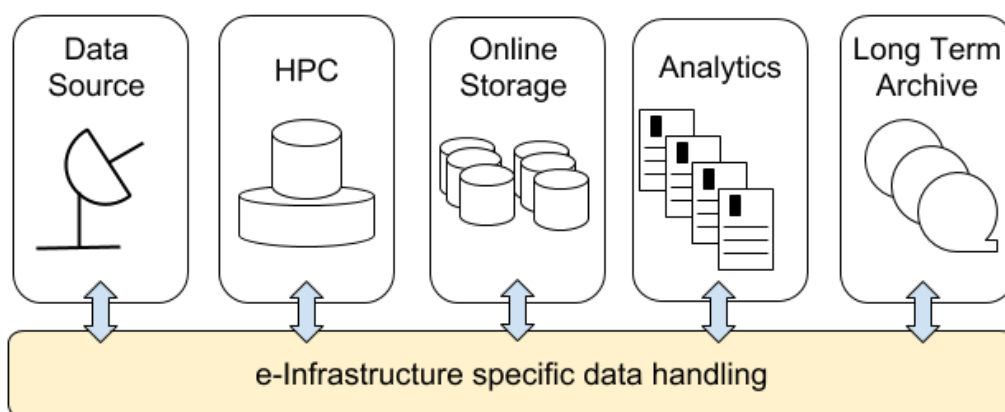 Data
Source
HPC
Online
Storage
Analytics
Long Term
Archive
e-Infrastructure specific data handling